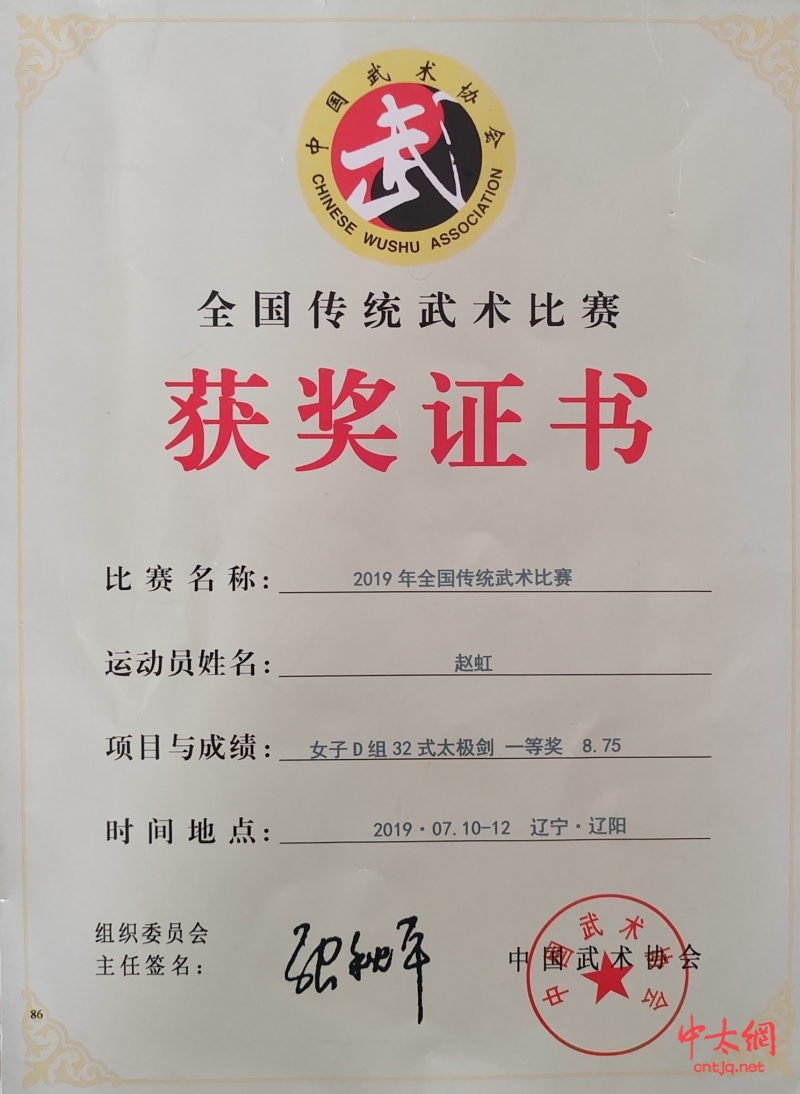 中国武术协会
武
CHINESE WUSHU ASSOCIATION
全国传统武术比赛
获奖证书
比赛名称: 2019年全国传统武术比赛
运动员姓名: 赵虹
项目与成绩: 女子D组32式太极剑 一等奖 8.75
时间地点: 2019·07.10-12 辽宁·辽阳
组织委员会
主任签名:
中国武术协会
中国武术协会
86
中太網
cntjq.net